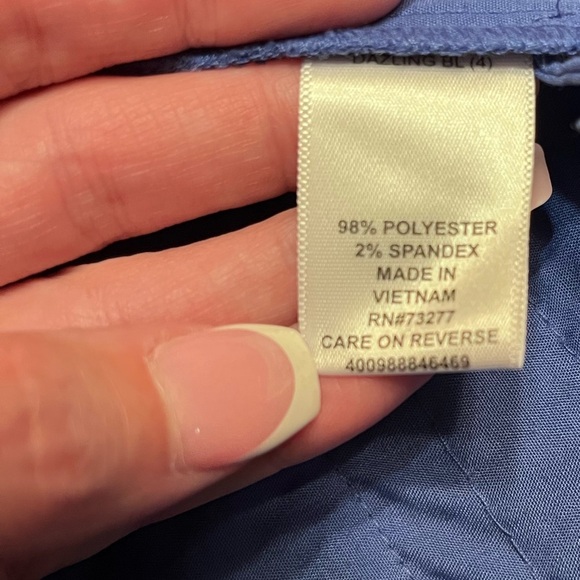 DAZLING BL (4)
98% POLYESTER
2% SPANDEX
MADE IN
VIETNAM
RN#73277
CARE ON REVERSE
400988846469